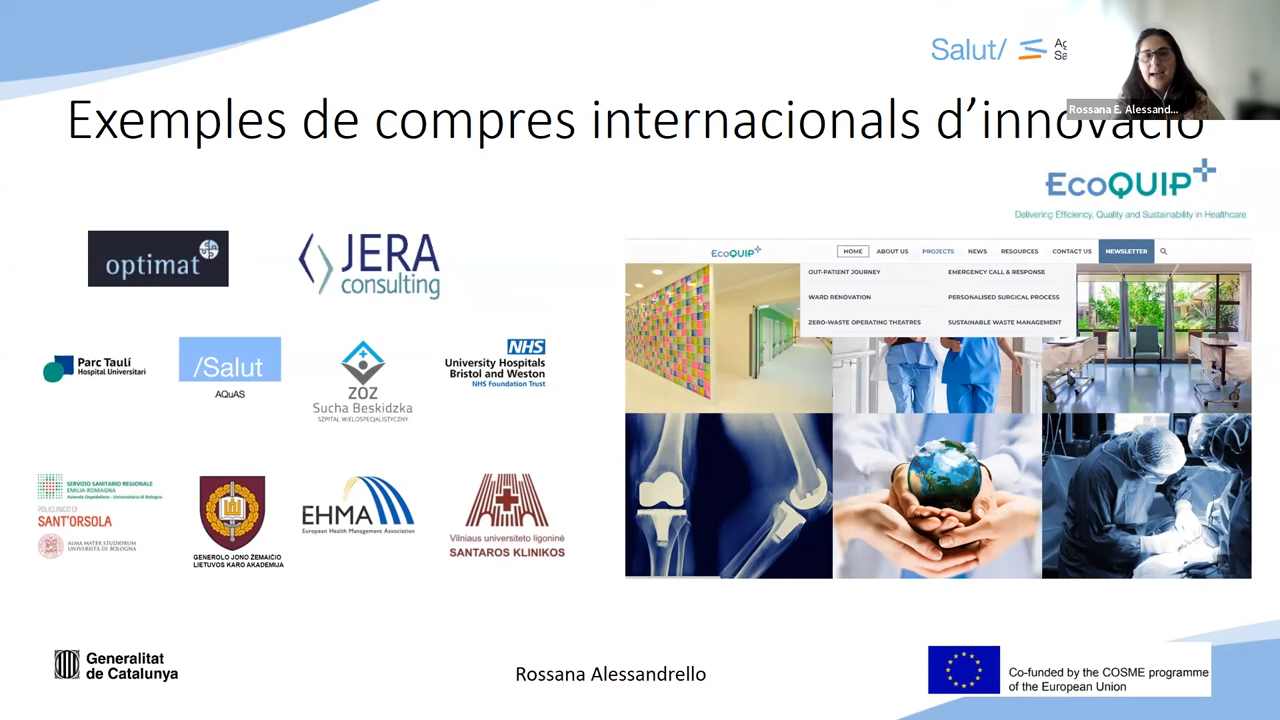 Salut/
Rossana E. Alessand...
Exemples de compres internacionals d'innovació
EcoQUIP+
Delivering Efficiency, Quality and Sustainability in Healthcare
optimat
JERA
consulting
EcoQUIP+
HOME ABOUT US PROJECTS NEWS RESOURCES CONTACT US NEWSLETTER
OUT-PATIENT JOURNEY EMERGENCY CALL & RESPONSE
WARD RENOVATION PERSONALISED SURGICAL PROCESS
ZERO-WASTE OPERATING THEATRES SUSTAINABLE WASTE MANAGEMENT
Parc Taulí
Hospital Universitari
/Salut
AQuAS
ZOZ
Sucha Beskidzka
SZPITAL WIELOSPECJALISTYCZNY
NHS
University Hospitals
Bristol and Weston
NHS Foundation Trust
SERVIZIO SANITARIO REGIONALE
EMILIA-ROMAGNA
Azienda Ospedaliero - Universitaria di Bologna
POLICLINICO DI
SANT'ORSOLA
ALMA MATER STUDIORUM
UNIVERSITÀ DI BOLOGNA
GENEROLO JONO ŽEMAIČIO
LIETUVOS KARO AKADEMIJA
EHMA
European Health Management Association
Vilniaus universiteto ligoninė
SANTAROS KLINIKOS
Generalitat
de Catalunya
Rossana Alessandrello
Co-funded by the COSME programme
of the European Union